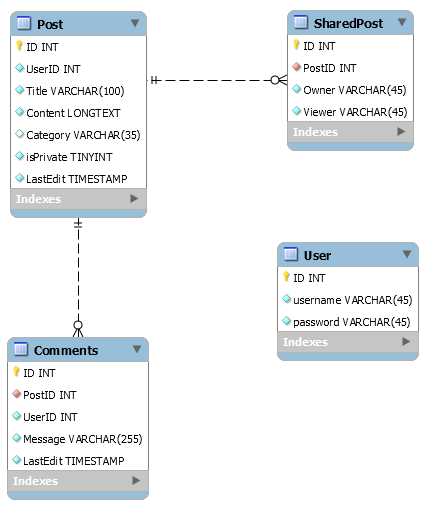 Post
ID INT
UserID INT
Title VARCHAR(100)
Content LONGTEXT
Category VARCHAR(35)
isPrivate TINYINT
LastEdit TIMESTAMP
Indexes
SharedPost
ID INT
PostID INT
Owner VARCHAR(45)
Viewer VARCHAR(45)
Indexes
User
ID INT
username VARCHAR(45)
password VARCHAR(45)
Indexes
Comments
ID INT
PostID INT
UserID INT
Message VARCHAR(255)
LastEdit TIMESTAMP
Indexes